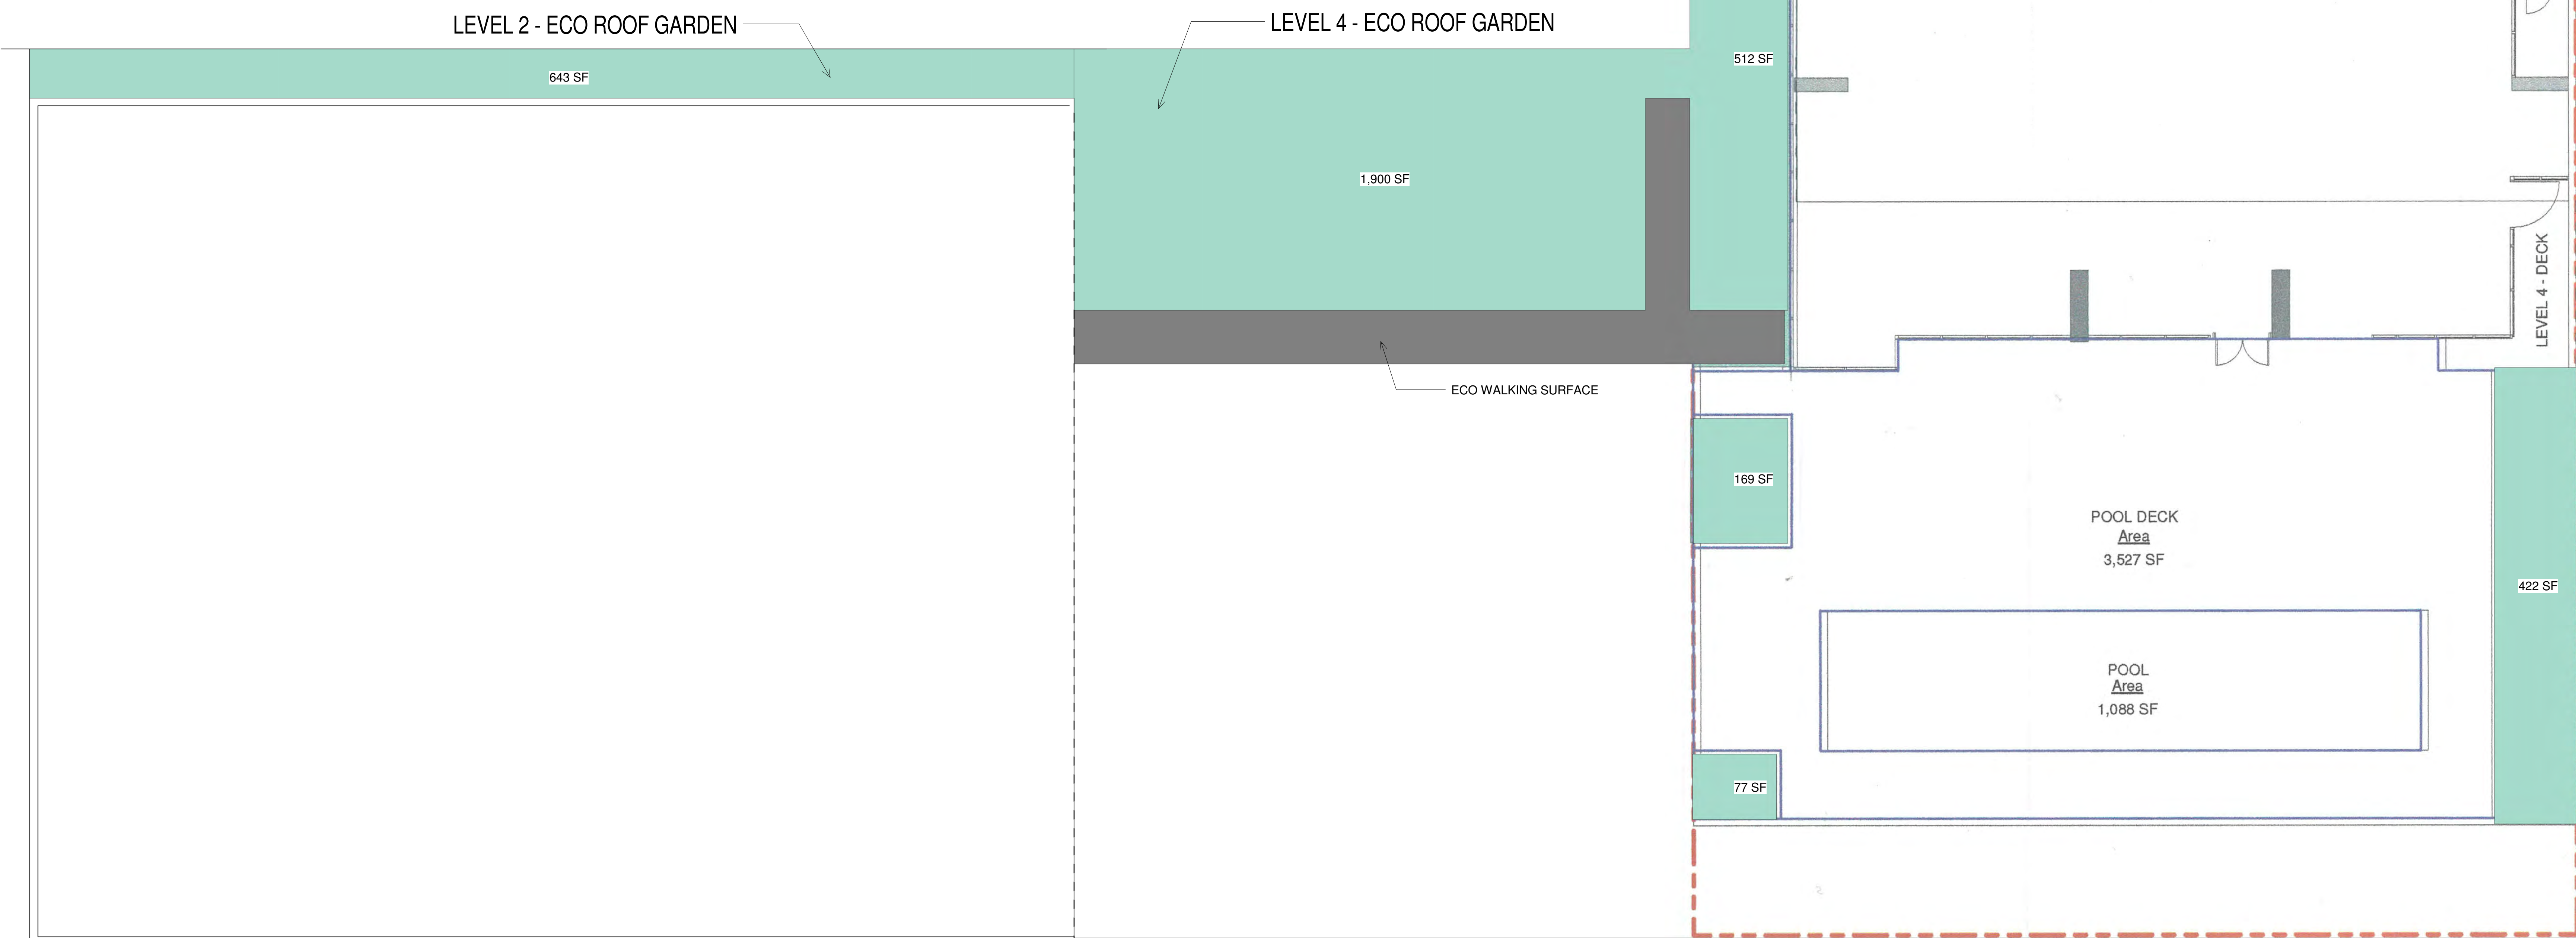 LEVEL 2 - ECO ROOF GARDEN
LEVEL 4 - ECO ROOF GARDEN
643 SF
512 SF
1,900 SF
LEVEL 4 - DECK
ECO WALKING SURFACE
169 SF
POOL DECK
Area
3,527 SF
422 SF
POOL
Area
1,088 SF
77 SF